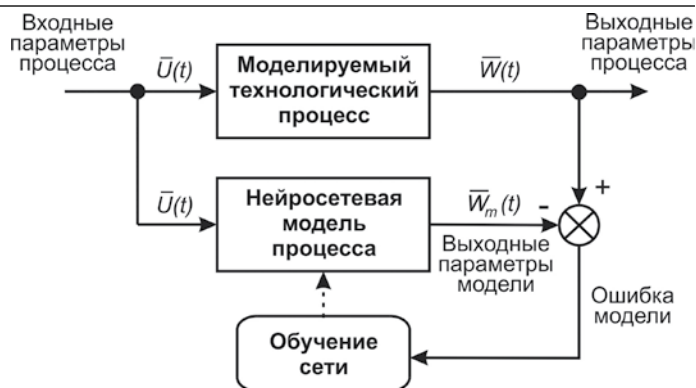 Входные
параметры
процесса
U̅(t)
Моделируемый
технологический
процесс
W̅(t)
Выходные
параметры
процесса
U̅(t)
Нейросетевая
модель
процесса
W̅ₘ(t)
-
+
Выходные
параметры
модели
Ошибка
модели
Обучение
сети